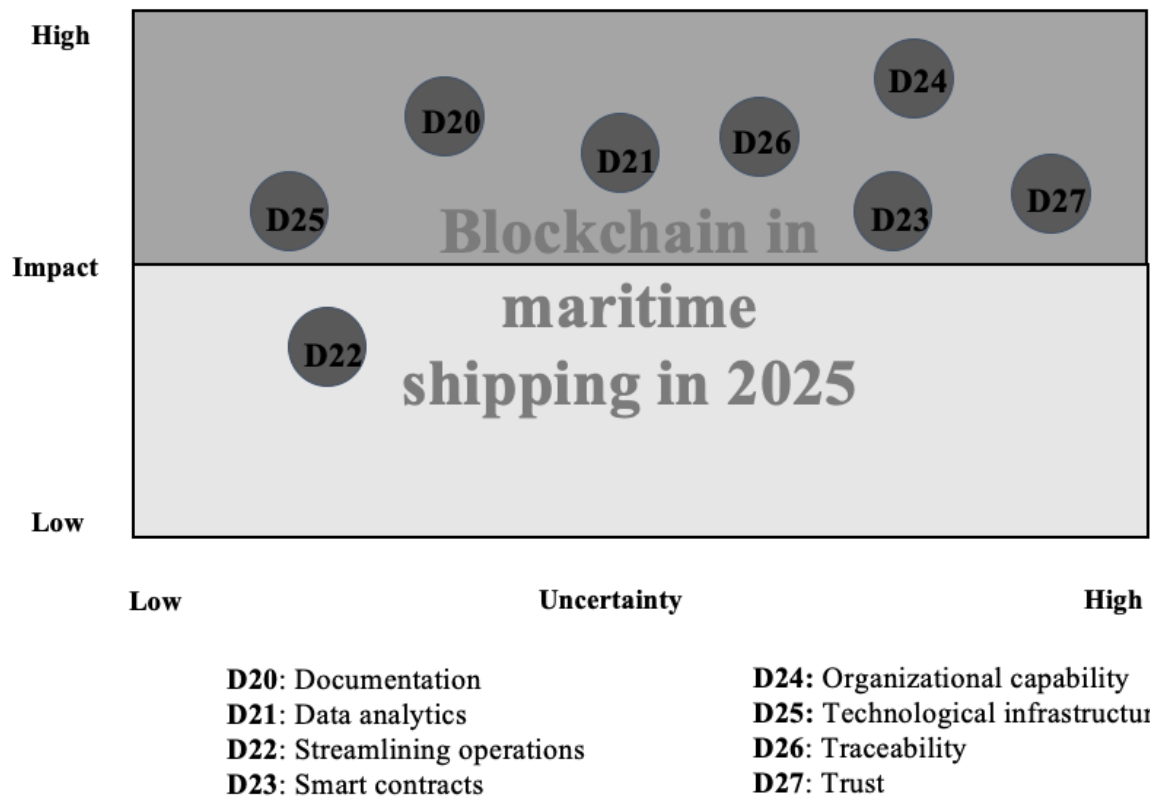 High
D24
D20
D26
D21
D27
D25
D23
Blockchain in
Impact
maritime
D22
shipping in 2025
Low
Low Uncertainty High
D20: Documentation
D21: Data analytics
D22: Streamlining operations
D23: Smart contracts
D24: Organizational capability
D25: Technological
D26: Traceability
D27: Trust